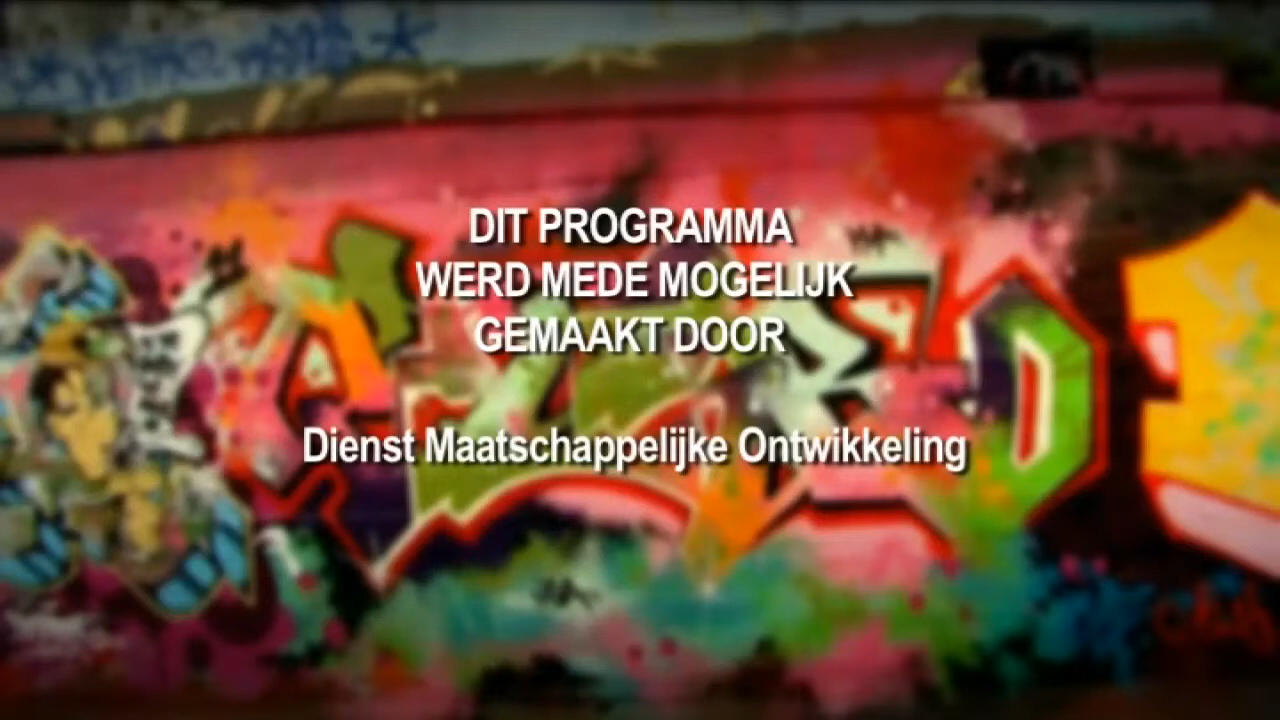 DIT PROGRAMMA
WERD MEDE MOGELIJK
GEMAAKT DOOR
Dienst Maatschappelijke Ontwikkeling